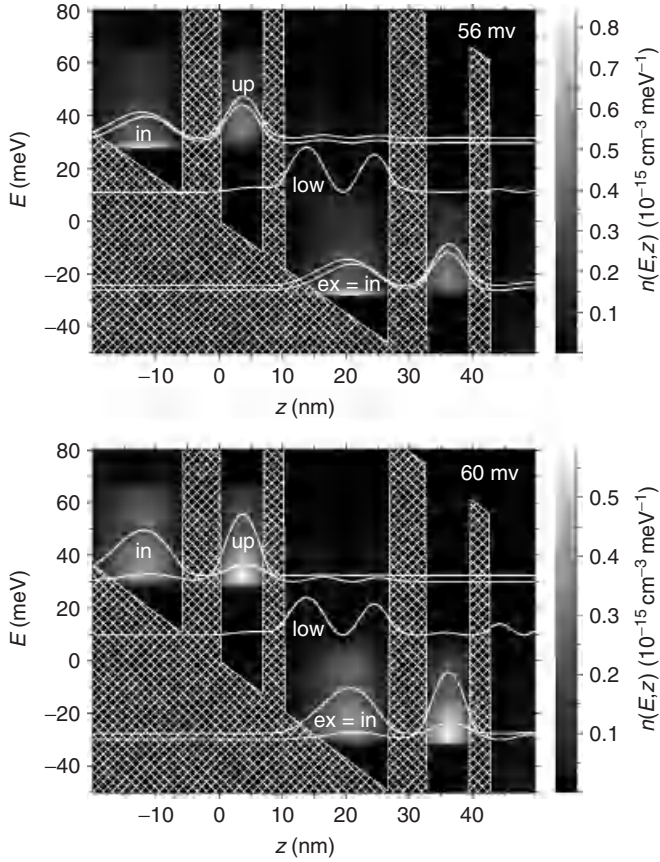 80
60
40
20
0
−20
−40
E (meV)
−10
0
10
20
30
40
z (nm)
56 mv
in
up
low
ex = in
0.8
0.7
0.6
0.5
0.4
0.3
0.2
0.1
n(E,z) (10⁻¹⁵ cm⁻³ meV⁻¹)
80
60
40
20
0
−20
−40
E (meV)
−10
0
10
20
30
40
z (nm)
60 mv
in
up
low
ex = in
0.5
0.4
0.3
0.2
0.1
n(E,z) (10⁻¹⁵ cm⁻³ meV⁻¹)